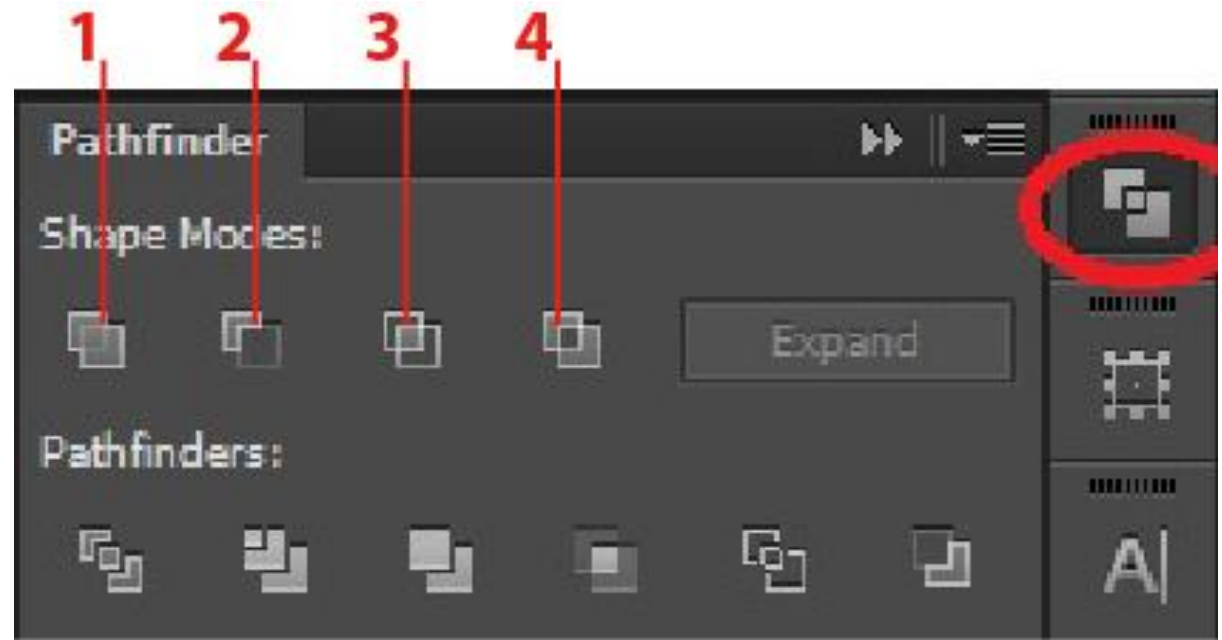 1 2 3 4
Pathfinder
Shape Modes:
Expand
Pathfinders:
A